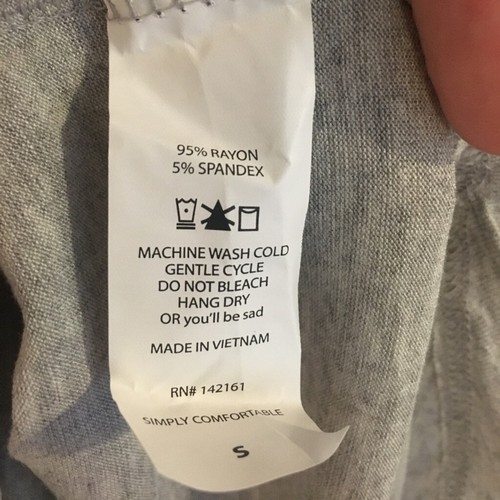 95% RAYON
5% SPANDEX
MACHINE WASH COLD
GENTLE CYCLE
DO NOT BLEACH
HANG DRY
OR you'll be sad
MADE IN VIETNAM
RN# 142161
SIMPLY COMFORTABLE
S